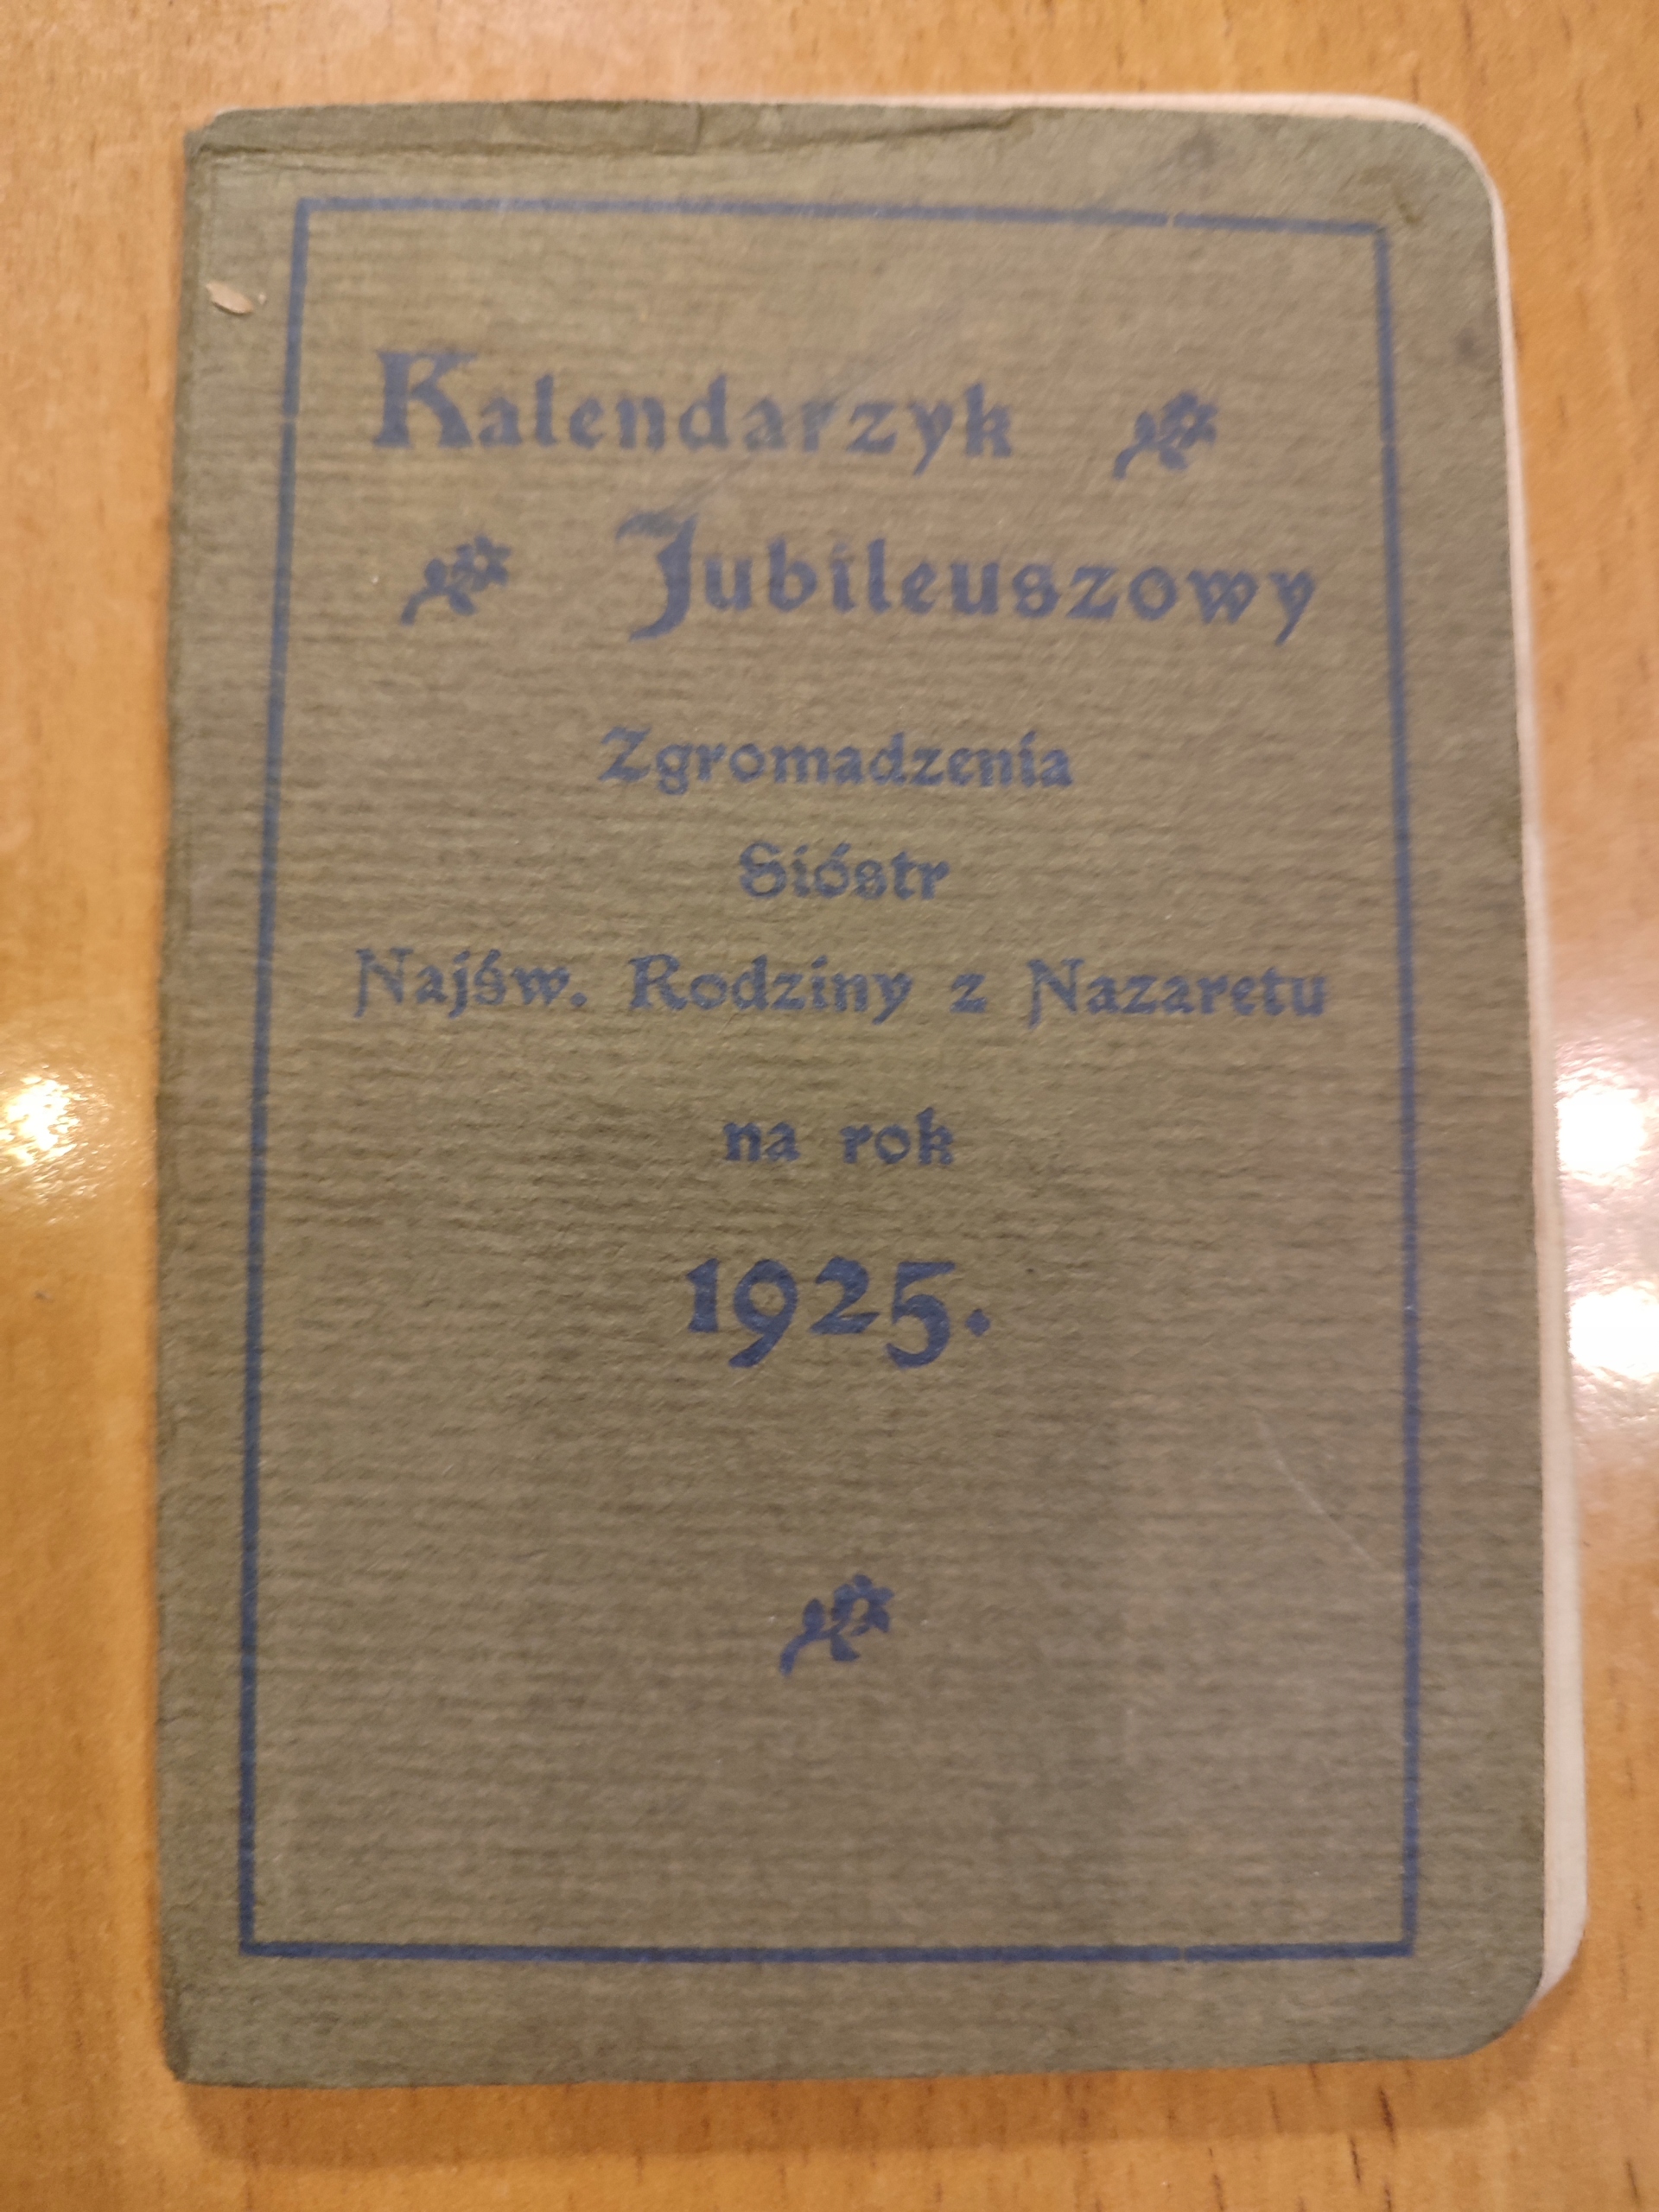 Kalendarzyk
Jubileuszowy
Zgromadzenia
Sióstr
Najśw. Rodziny z Nazaretu
na rok
1925.